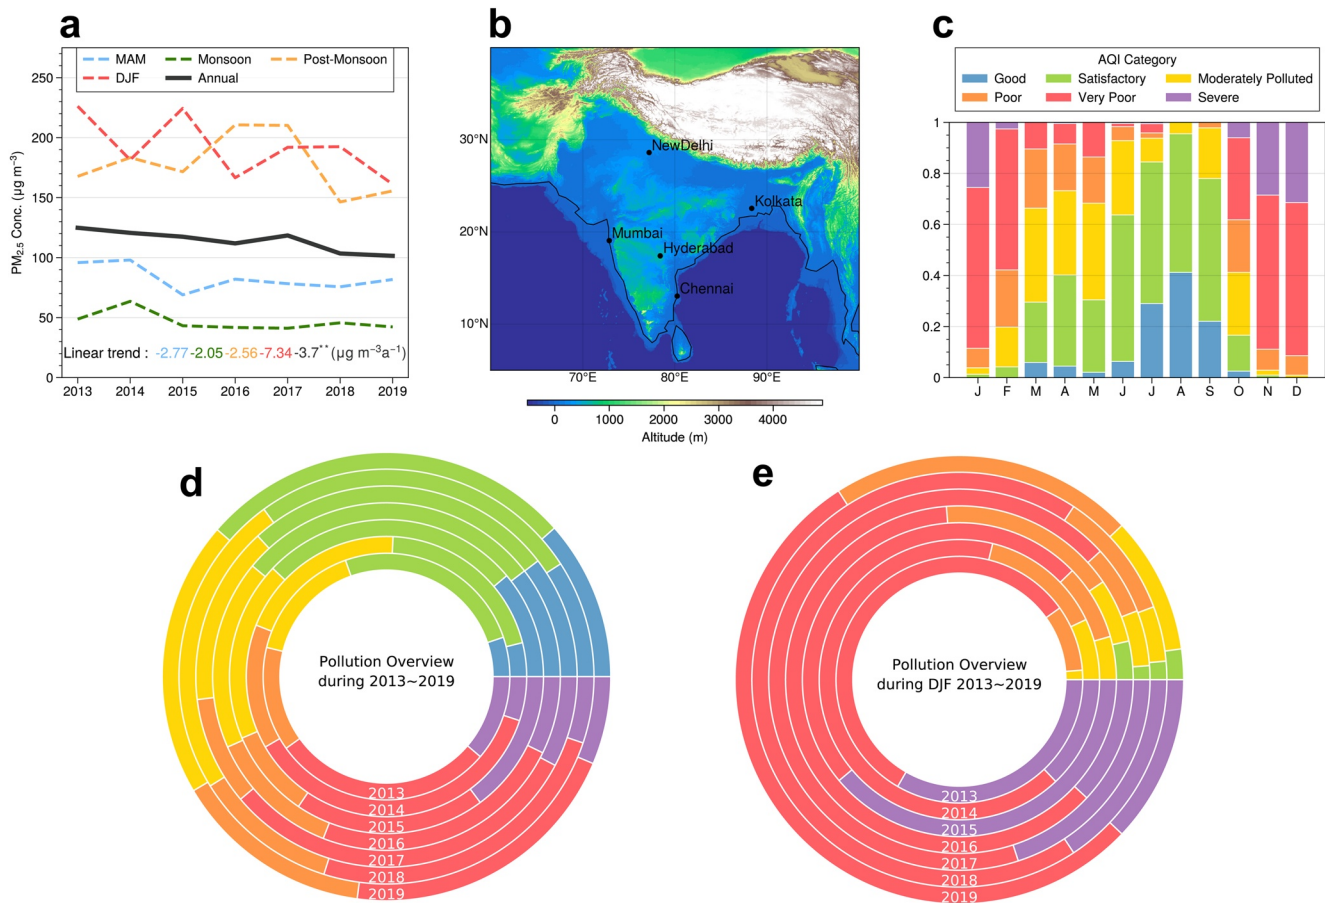 a
MAM
Monsoon
Post-Monsoon
DJF
Annual
PM2.5 Conc. (μg m−3)
250
200
150
100
50
0
Linear trend : -2.77 -2.05 -2.56 -7.34 -3.7** (μg m−3a−1)
2013 2014 2015 2016 2017 2018 2019
b
30°N
20°N
10°N
NewDelhi
Kolkata
Mumbai
Hyderabad
Chennai
70°E 80°E 90°E
0 1000 2000 3000 4000
Altitude (m)
c
AQI Category
Good Satisfactory Moderately Polluted
Poor Very Poor Severe
1
0.8
0.6
0.4
0.2
0
J F M A M J J A S O N D
d
Pollution Overview
during 2013~2019
2013
2014
2015
2016
2017
2018
2019
e
Pollution Overview
during DJF 2013~2019
2013
2014
2015
2016
2017
2018
2019